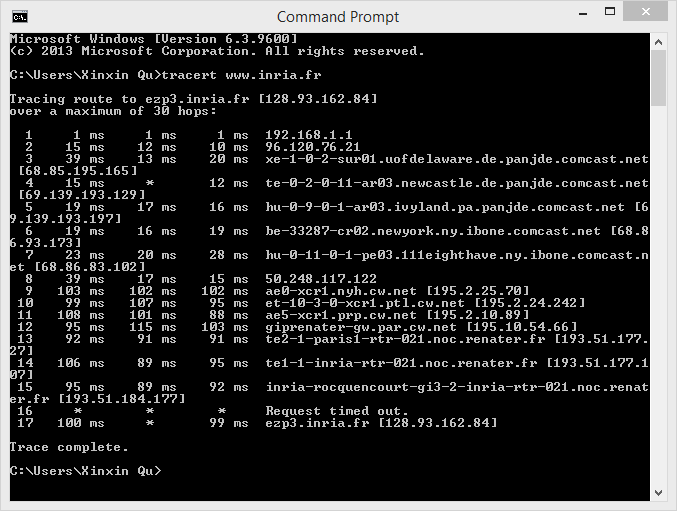 Command Prompt
Microsoft Windows [Version 6.3.9600]
(c) 2013 Microsoft Corporation. All rights reserved.
C:\Users\Xinxin Qu>tracert www.inria.fr
Tracing route to ezp3.inria.fr [128.93.162.84]
over a maximum of 30 hops:
1 1 ms 1 ms 1 ms 192.168.1.1
2 15 ms 12 ms 10 ms 96.120.76.21
3 39 ms 13 ms 20 ms xe-1-0-2-sur01.uofdelaware.de.panjde.comcast.net
[68.85.195.165]
4 15 ms * 12 ms te-0-2-0-11-ar03.newcastle.de.panjde.comcast.net
[69.139.193.129]
5 19 ms 17 ms 16 ms hu-0-9-0-1-ar03.ivyland.pa.panjde.comcast.net [6
9.139.193.197]
6 19 ms 16 ms 19 ms be-33287-cr02.newyork.ny.ibone.comcast.net [68.8
6.93.173]
7 23 ms 20 ms 28 ms hu-0-11-0-1-pe03.111eighthave.ny.ibone.comcast.n
et [68.86.83.102]
8 39 ms 17 ms 15 ms 50.248.117.122
9 103 ms 102 ms 102 ms ae0-xcr1.nyh.cw.net [195.2.25.70]
10 99 ms 107 ms 95 ms et-10-3-0-xcr1.ptl.cw.net [195.2.24.242]
11 108 ms 101 ms 88 ms ae5-xcr1.prp.cw.net [195.2.10.89]
12 95 ms 115 ms 103 ms giprenater-gw.par.cw.net [195.10.54.66]
13 92 ms 91 ms 91 ms te2-1-paris1-rtr-021.noc.renater.fr [193.51.177.
27]
14 106 ms 89 ms 95 ms te1-1-inria-rtr-021.noc.renater.fr [193.51.177.1
07]
15 95 ms 89 ms 92 ms inria-rocquencourt-gi3-2-inria-rtr-021.noc.renat
er.fr [193.51.184.177]
16 * * * Request timed out.
17 100 ms * 99 ms ezp3.inria.fr [128.93.162.84]
Trace complete.
C:\Users\Xinxin Qu>